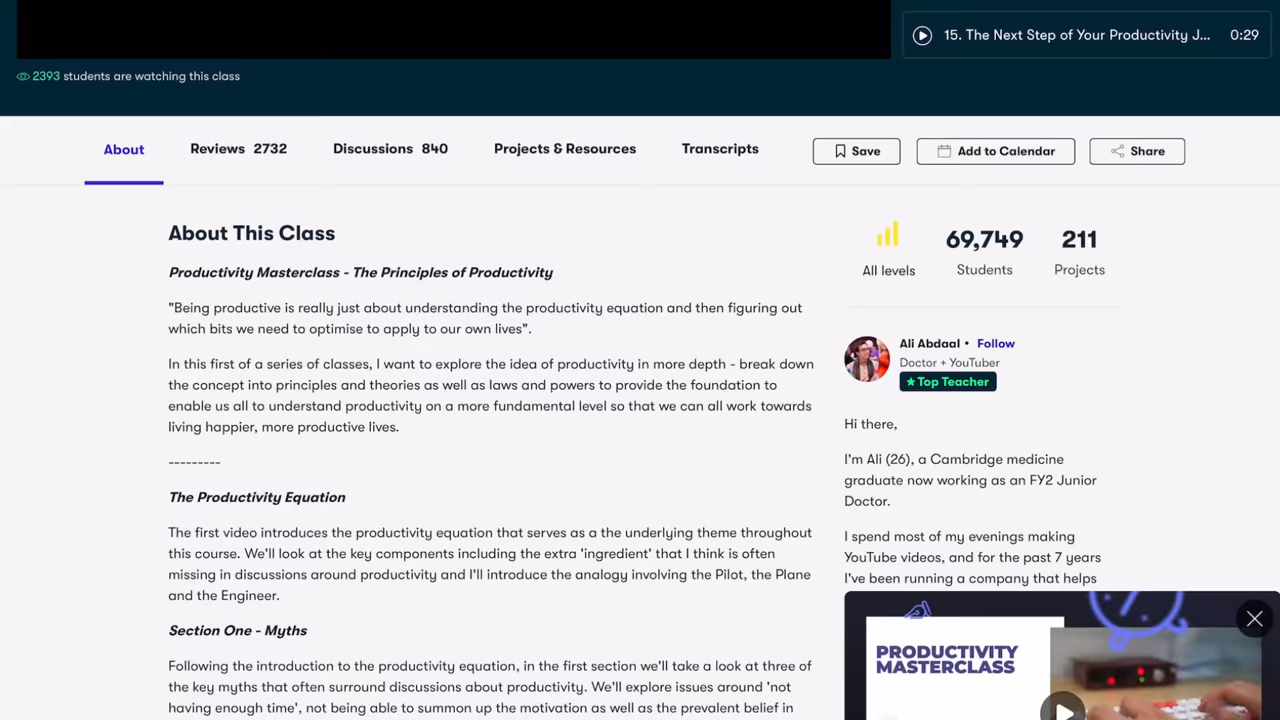 15. The Next Step of Your Productivity J... 0:29
2393 students are watching this class
About Reviews 2732 Discussions 840 Projects & Resources Transcripts Save Add to Calendar Share
About This Class
Productivity Masterclass - The Principles of Productivity
"Being productive is really just about understanding the productivity equation and then figuring out
which bits we need to optimise to apply to our own lives".
In this first of a series of classes, I want to explore the idea of productivity in more depth - break down
the concept into principles and theories as well as laws and powers to provide the foundation to
enable us all to understand productivity on a more fundamental level so that we can all work towards
living happier, more productive lives.
---------
The Productivity Equation
The first video introduces the productivity equation that serves as a the underlying theme throughout
this course. We'll look at the key components including the extra 'ingredient' that I think is often
missing in discussions around productivity and I'll introduce the analogy involving the Pilot, the Plane
and the Engineer.
Section One - Myths
Following the introduction to the productivity equation, in the first section we'll take a look at three of
the key myths that often surround discussions about productivity. We'll explore issues around 'not
having enough time', not being able to summon up the motivation as well as the prevalent belief in
All levels
69,749
Students
211
Projects
Ali Abdaal • Follow
Doctor + YouTuber
Top Teacher
Hi there,
I'm Ali (26), a Cambridge medicine
graduate now working as an FY2 Junior
Doctor.
I spend most of my evenings making
YouTube videos, and for the past 7 years
I've been running a company that helps
PRODUCTIVITY
MASTERCLASS